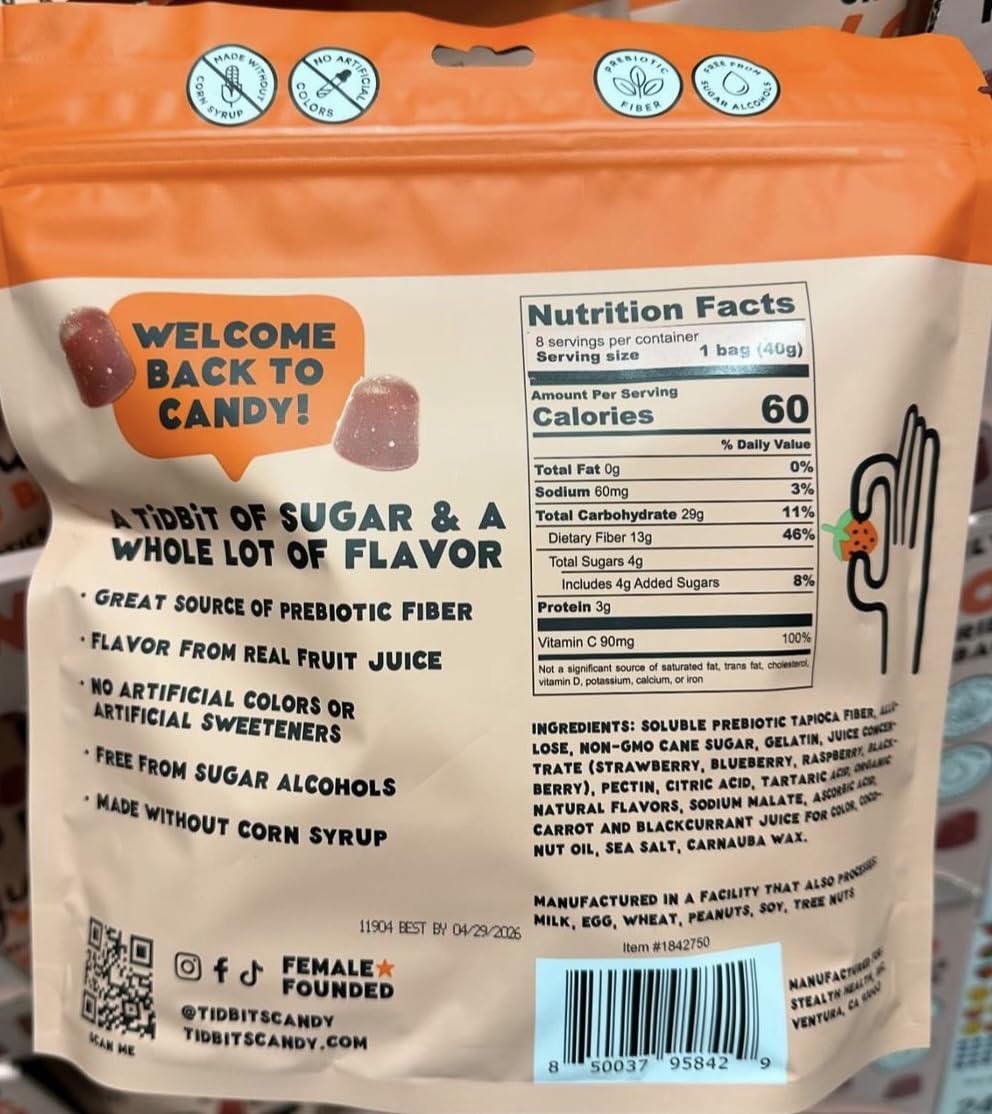 MADE WITHOUT CORN SYRUP
NO ARTIFICIAL COLORS
PREBIOTIC FIBER
FREE FROM SUGAR ALCOHOLS
WELCOME
BACK TO
CANDY!
A TiDBiT OF SUGAR & A
WHOLE LOT OF FLAVOR
• GREAT SOURCE OF PREBIOTIC FIBER
• FLAVOR FROM REAL FRUIT JUICE
• NO ARTIFICIAL COLORS OR
ARTIFICIAL SWEETENERS
• FREE FROM SUGAR ALCOHOLS
• MADE WITHOUT CORN SYRUP
11904 BEST BY 04/29/2026
SCAN ME
FEMALE
FOUNDED
@TIDBITSCANDY
TIDBITSCANDY.COM
Nutrition Facts
8 servings per container
Serving size 1 bag (40g)
Amount Per Serving
Calories 60
% Daily Value
Total Fat 0g 0%
Sodium 60mg 3%
Total Carbohydrate 29g 11%
Dietary Fiber 13g 46%
Total Sugars 4g
Includes 4g Added Sugars 8%
Protein 3g
Vitamin C 90mg 100%
Not a significant source of saturated fat, trans fat, cholesterol,
vitamin D, potassium, calcium, or iron
INGREDIENTS: SOLUBLE PREBIOTIC TAPIOCA FIBER, ALLU-
LOSE, NON-GMO CANE SUGAR, GELATIN, JUICE CONCEN-
TRATE (STRAWBERRY, BLUEBERRY, RASPBERRY, BLACK-
BERRY), PECTIN, CITRIC ACID, TARTARIC ACID, ORGANIC
NATURAL FLAVORS, SODIUM MALATE, ASCORBIC ACID,
CARROT AND BLACKCURRANT JUICE FOR COLOR, COCO-
NUT OIL, SEA SALT, CARNAUBA WAX.
MANUFACTURED IN A FACILITY THAT ALSO PROCESSES
MILK, EGG, WHEAT, PEANUTS, SOY, TREE NUTS
Item #1842750
8 50037 95842 9
MANUFACTURED FOR:
STEALTH HEALTH, INC.
VENTURA, CA